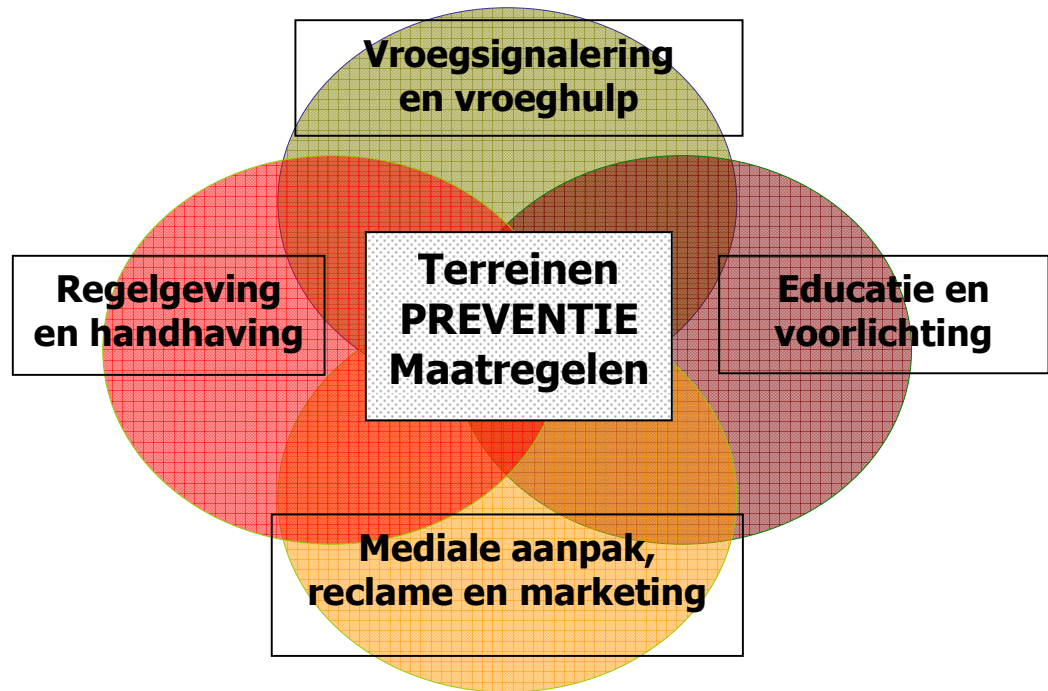 Vroegsignalering
en vroeghulp
Regelgeving
en handhaving
Terreinen
PREVENTIE
Maatregelen
Educatie en
voorlichting
Mediale aanpak,
reclame en marketing